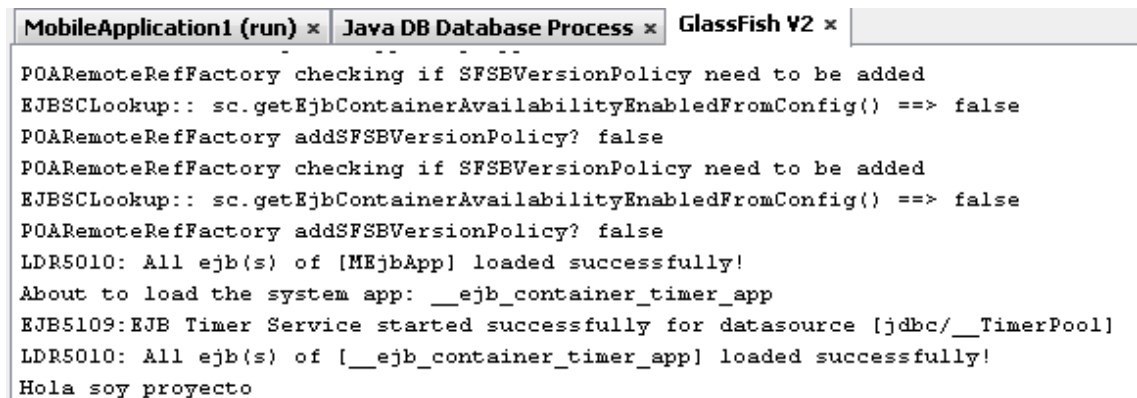 MobileApplication1 (run) × Java DB Database Process × GlassFish V2 ×
POARemoteRefFactory checking if SFSBVersionPolicy need to be added
EJBSCLookup:: sc.getEjbContainerAvailabilityEnabledFromConfig() ==> false
POARemoteRefFactory addSFSBVersionPolicy? false
POARemoteRefFactory checking if SFSBVersionPolicy need to be added
EJBSCLookup:: sc.getEjbContainerAvailabilityEnabledFromConfig() ==> false
POARemoteRefFactory addSFSBVersionPolicy? false
LDR5010: All ejb(s) of [MEjbApp] loaded successfully!
About to load the system app: __ejb_container_timer_app
EJB5109:EJB Timer Service started successfully for datasource [jdbc/__TimerPool]
LDR5010: All ejb(s) of [__ejb_container_timer_app] loaded successfully!
Hola soy proyecto